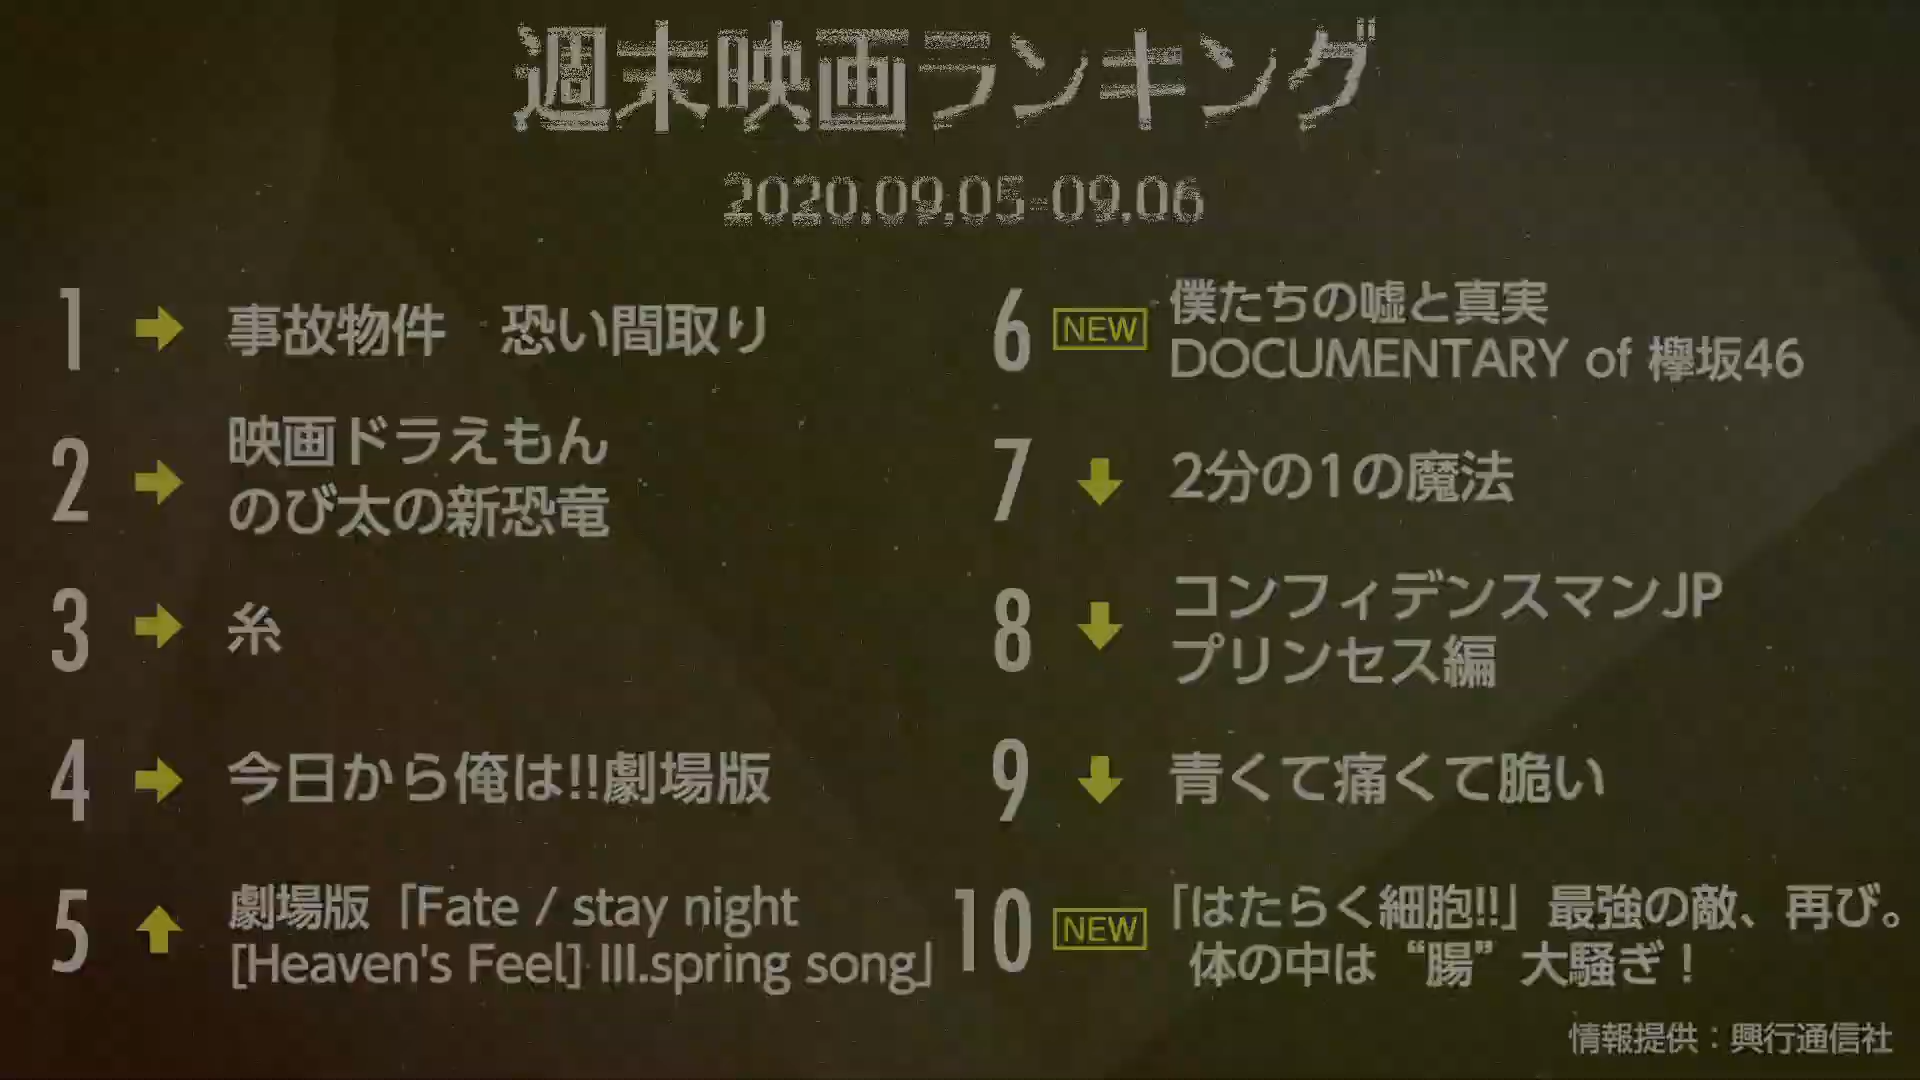 週末映画ランキング
2020.09.05-09.06
1 事故物件　恐い間取り
2 映画ドラえもん
のび太の新恐竜
3 糸
4 今日から俺は!!劇場版
5 劇場版「Fate / stay night
[Heaven's Feel] III.spring song」
6 NEW 僕たちの嘘と真実
DOCUMENTARY of 欅坂46
7 2分の1の魔法
8 コンフィデンスマンJP
プリンセス編
9 青くて痛くて脆い
10 NEW 「はたらく細胞!!」最強の敵、再び。
体の中は“腸”大騒ぎ！
情報提供：興行通信社